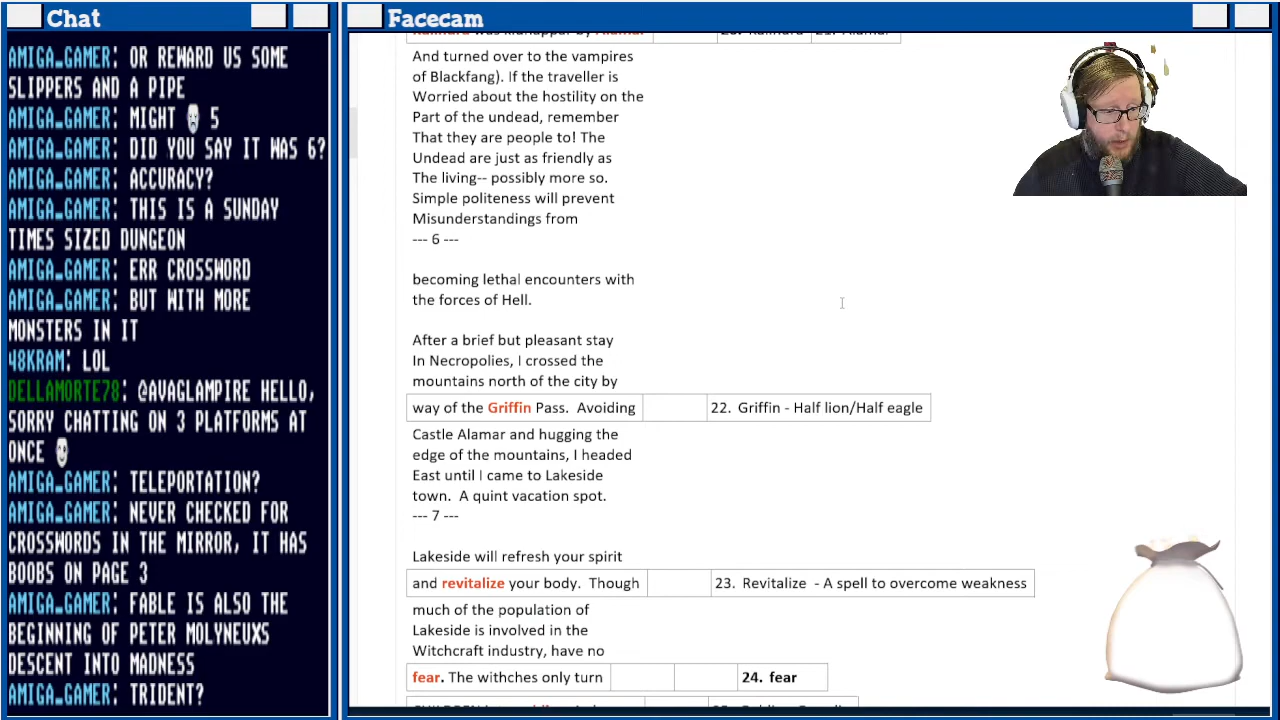 Chat
AMIGA_GAMER: OR REWARD US SOME
SLIPPERS AND A PIPE
AMIGA_GAMER: MIGHT 5
AMIGA_GAMER: DID YOU SAY IT WAS 6?
AMIGA_GAMER: ACCURACY?
AMIGA_GAMER: THIS IS A SUNDAY
TIMES SIZED DUNGEON
AMIGA_GAMER: ERR CROSSWORD
AMIGA_GAMER: BUT WITH MORE
MONSTERS IN IT
48KRAM: LOL
DELLAMORTE78: @AVAGLAMPIRE HELLO,
SORRY CHATTING ON 3 PLATFORMS AT
ONCE
AMIGA_GAMER: TELEPORTATION?
AMIGA_GAMER: NEVER CHECKED FOR
CROSSWORDS IN THE MIRROR, IT HAS
BOOBS ON PAGE 3
AMIGA_GAMER: FABLE IS ALSO THE
BEGINNING OF PETER MOLYNEUXS
DESCENT INTO MADNESS
AMIGA_GAMER: TRIDENT?
Facecam
And turned over to the vampires
of Blackfang). If the traveller is
Worried about the hostility on the
Part of the undead, remember
That they are people to! The
Undead are just as friendly as
The living-- possibly more so.
Simple politeness will prevent
Misunderstandings from
--- 6 ---
becoming lethal encounters with
the forces of Hell.
After a brief but pleasant stay
In Necropolies, I crossed the
mountains north of the city by
way of the Griffin Pass. Avoiding 22. Griffin - Half lion/Half eagle
Castle Alamar and hugging the
edge of the mountains, I headed
East until I came to Lakeside
town. A quint vacation spot.
--- 7 ---
Lakeside will refresh your spirit
and revitalize your body. Though 23. Revitalize - A spell to overcome weakness
much of the population of
Lakeside is involved in the
Witchcraft industry, have no
fear. The withches only turn 24. fear